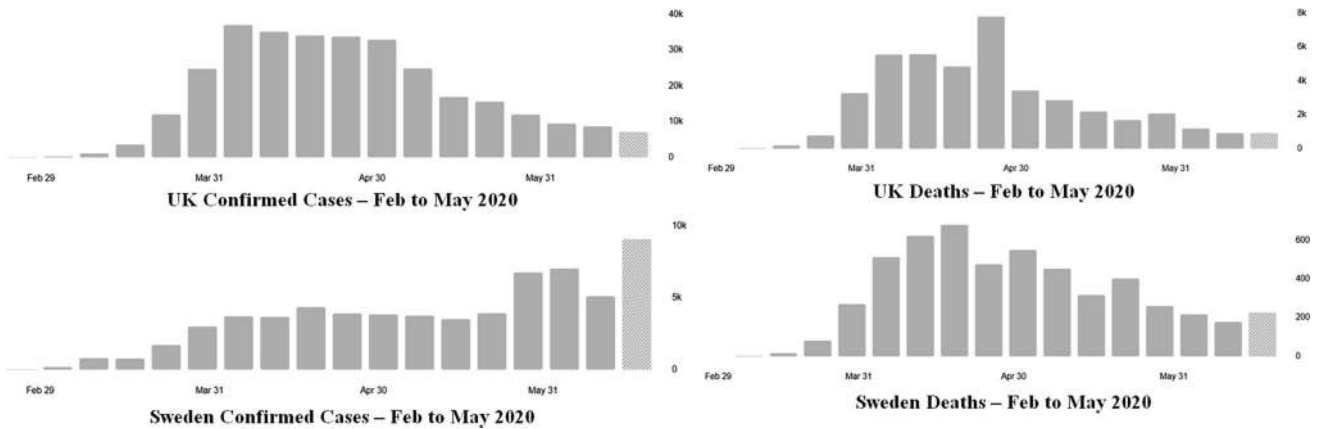 40k
30k
20k
10k
0
Feb 29 Mar 31 Apr 30 May 31
UK Confirmed Cases – Feb to May 2020
8k
6k
4k
2k
0
Feb 29 Mar 31 Apr 30 May 31
UK Deaths – Feb to May 2020
10k
5k
0
Feb 29 Mar 31 Apr 30 May 31
Sweden Confirmed Cases – Feb to May 2020
600
400
200
0
Feb 29 Mar 31 Apr 30 May 31
Sweden Deaths – Feb to May 2020